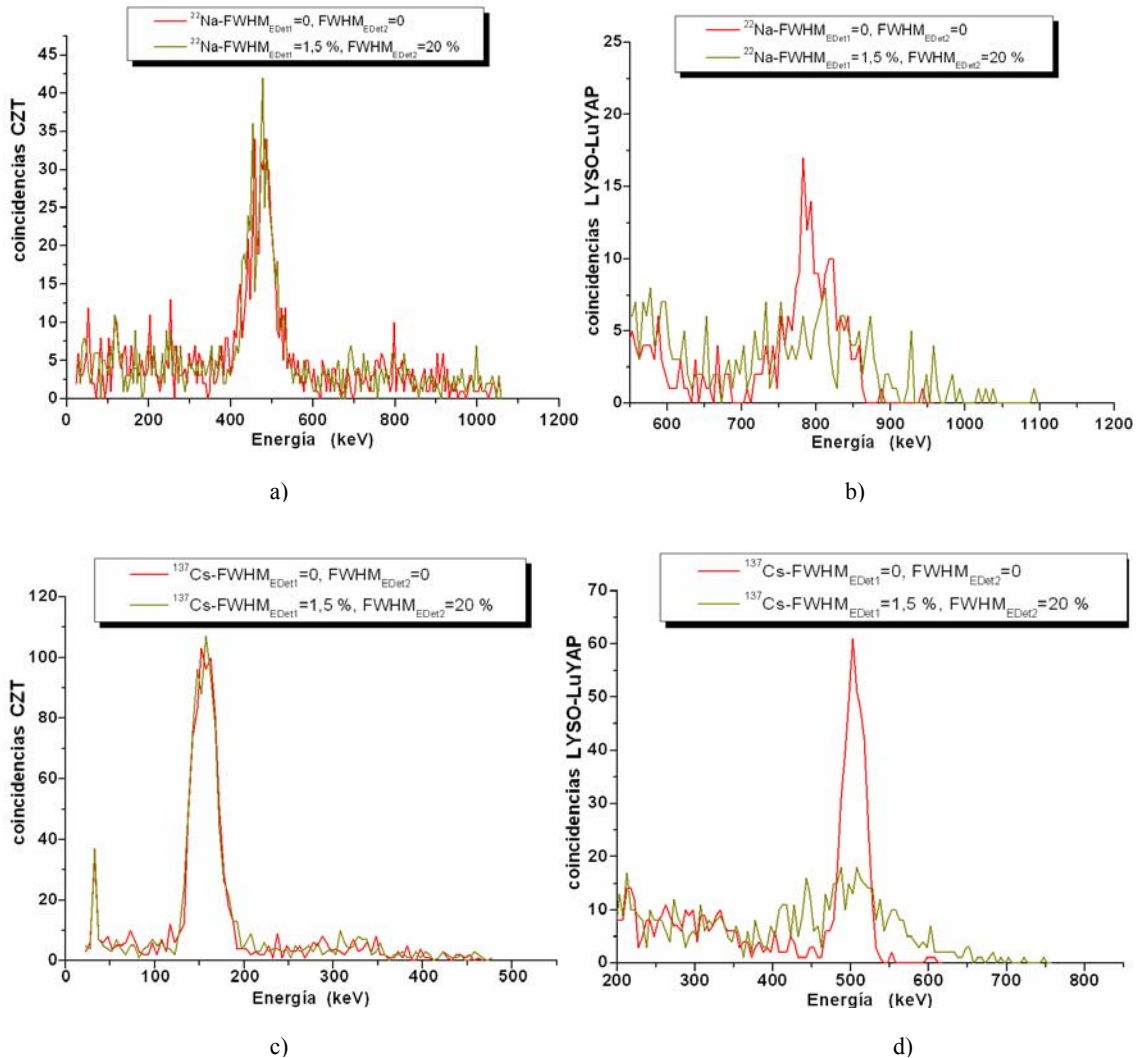 ²²Na-FWHM_EDet1=0, FWHM_EDet2=0
²²Na-FWHM_EDet1=1,5 %, FWHM_EDet2=20 %
coincidencias CZT
45
40
35
30
25
20
15
10
5
0
0 200 400 600 800 1000 1200
Energía (keV)
a)
²²Na-FWHM_EDet1=0, FWHM_EDet2=0
²²Na-FWHM_EDet1=1,5 %, FWHM_EDet2=20 %
coincidencias LYSO-LuYAP
25
20
15
10
5
0
600 700 800 900 1000 1100 1200
Energía (keV)
b)
¹³⁷Cs-FWHM_EDet1=0, FWHM_EDet2=0
¹³⁷Cs-FWHM_EDet1=1,5 %, FWHM_EDet2=20 %
coincidencias CZT
120
100
80
60
40
20
0
0 100 200 300 400 500
Energía (keV)
c)
¹³⁷Cs-FWHM_EDet1=0, FWHM_EDet2=0
¹³⁷Cs-FWHM_EDet1=1,5 %, FWHM_EDet2=20 %
coincidencias LYSO-LuYAP
70
60
50
40
30
20
10
0
200 300 400 500 600 700 800
Energía (keV)
d)